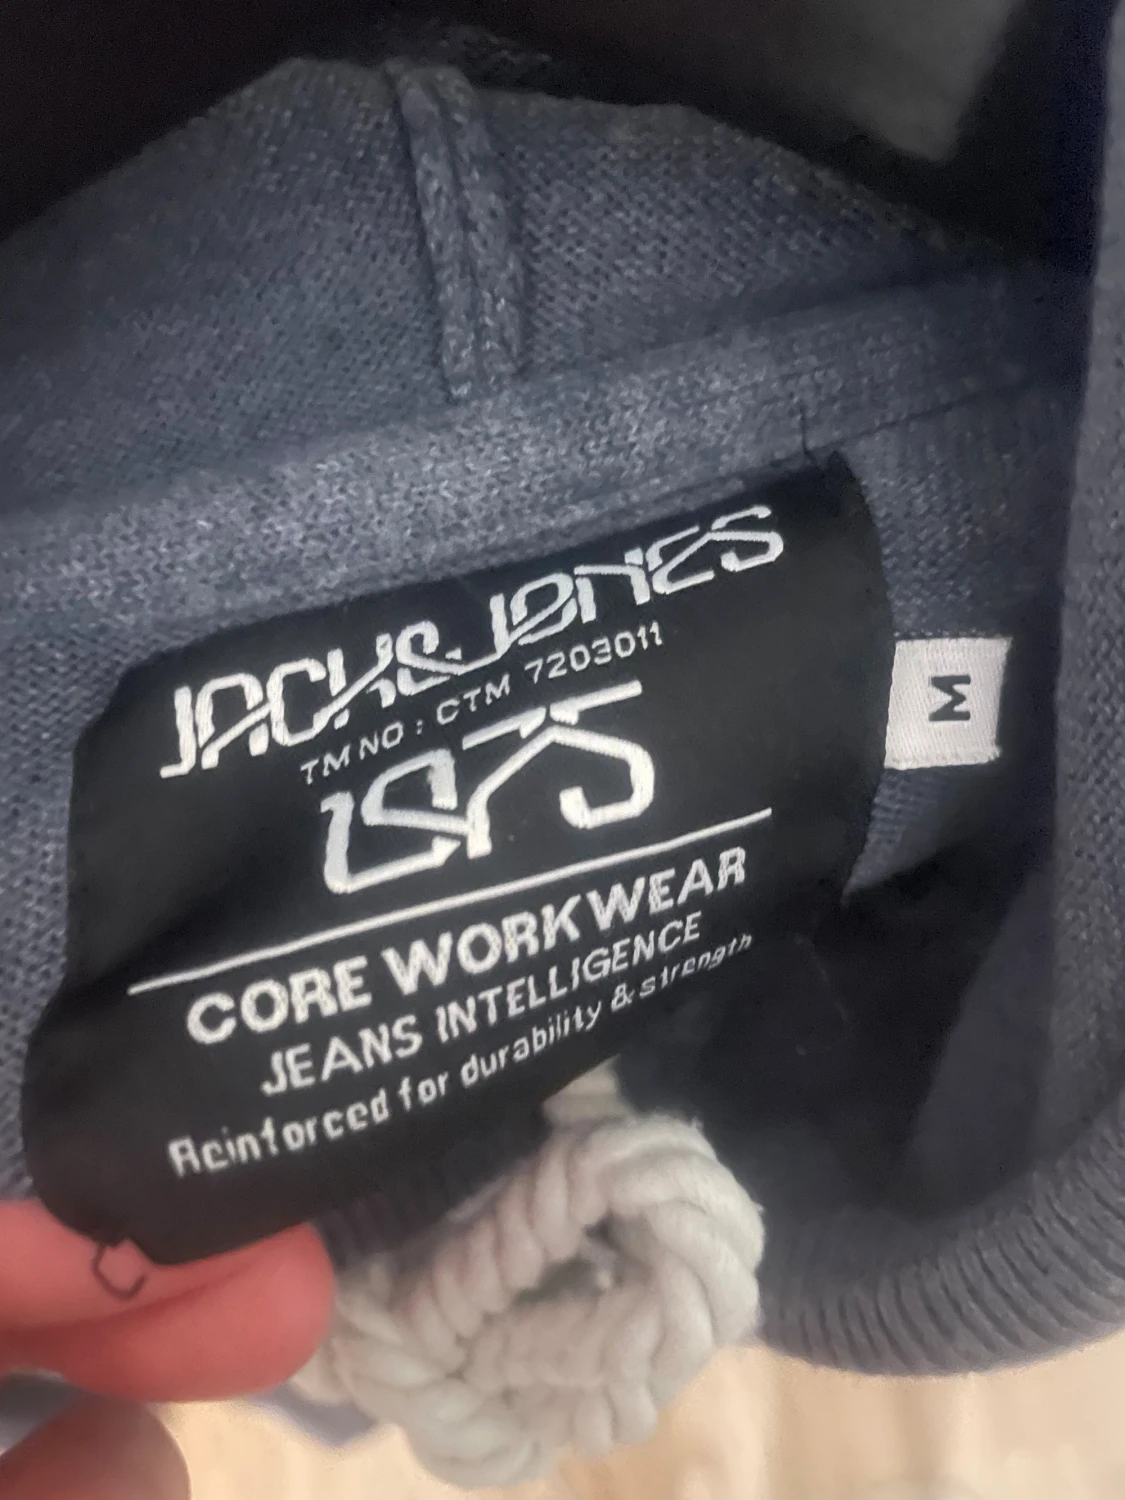 JACK&JONES
TM NO : CTM 7203011
1975
CORE WORKWEAR
JEANS INTELLIGENCE
Reinforced for durability & strength
M